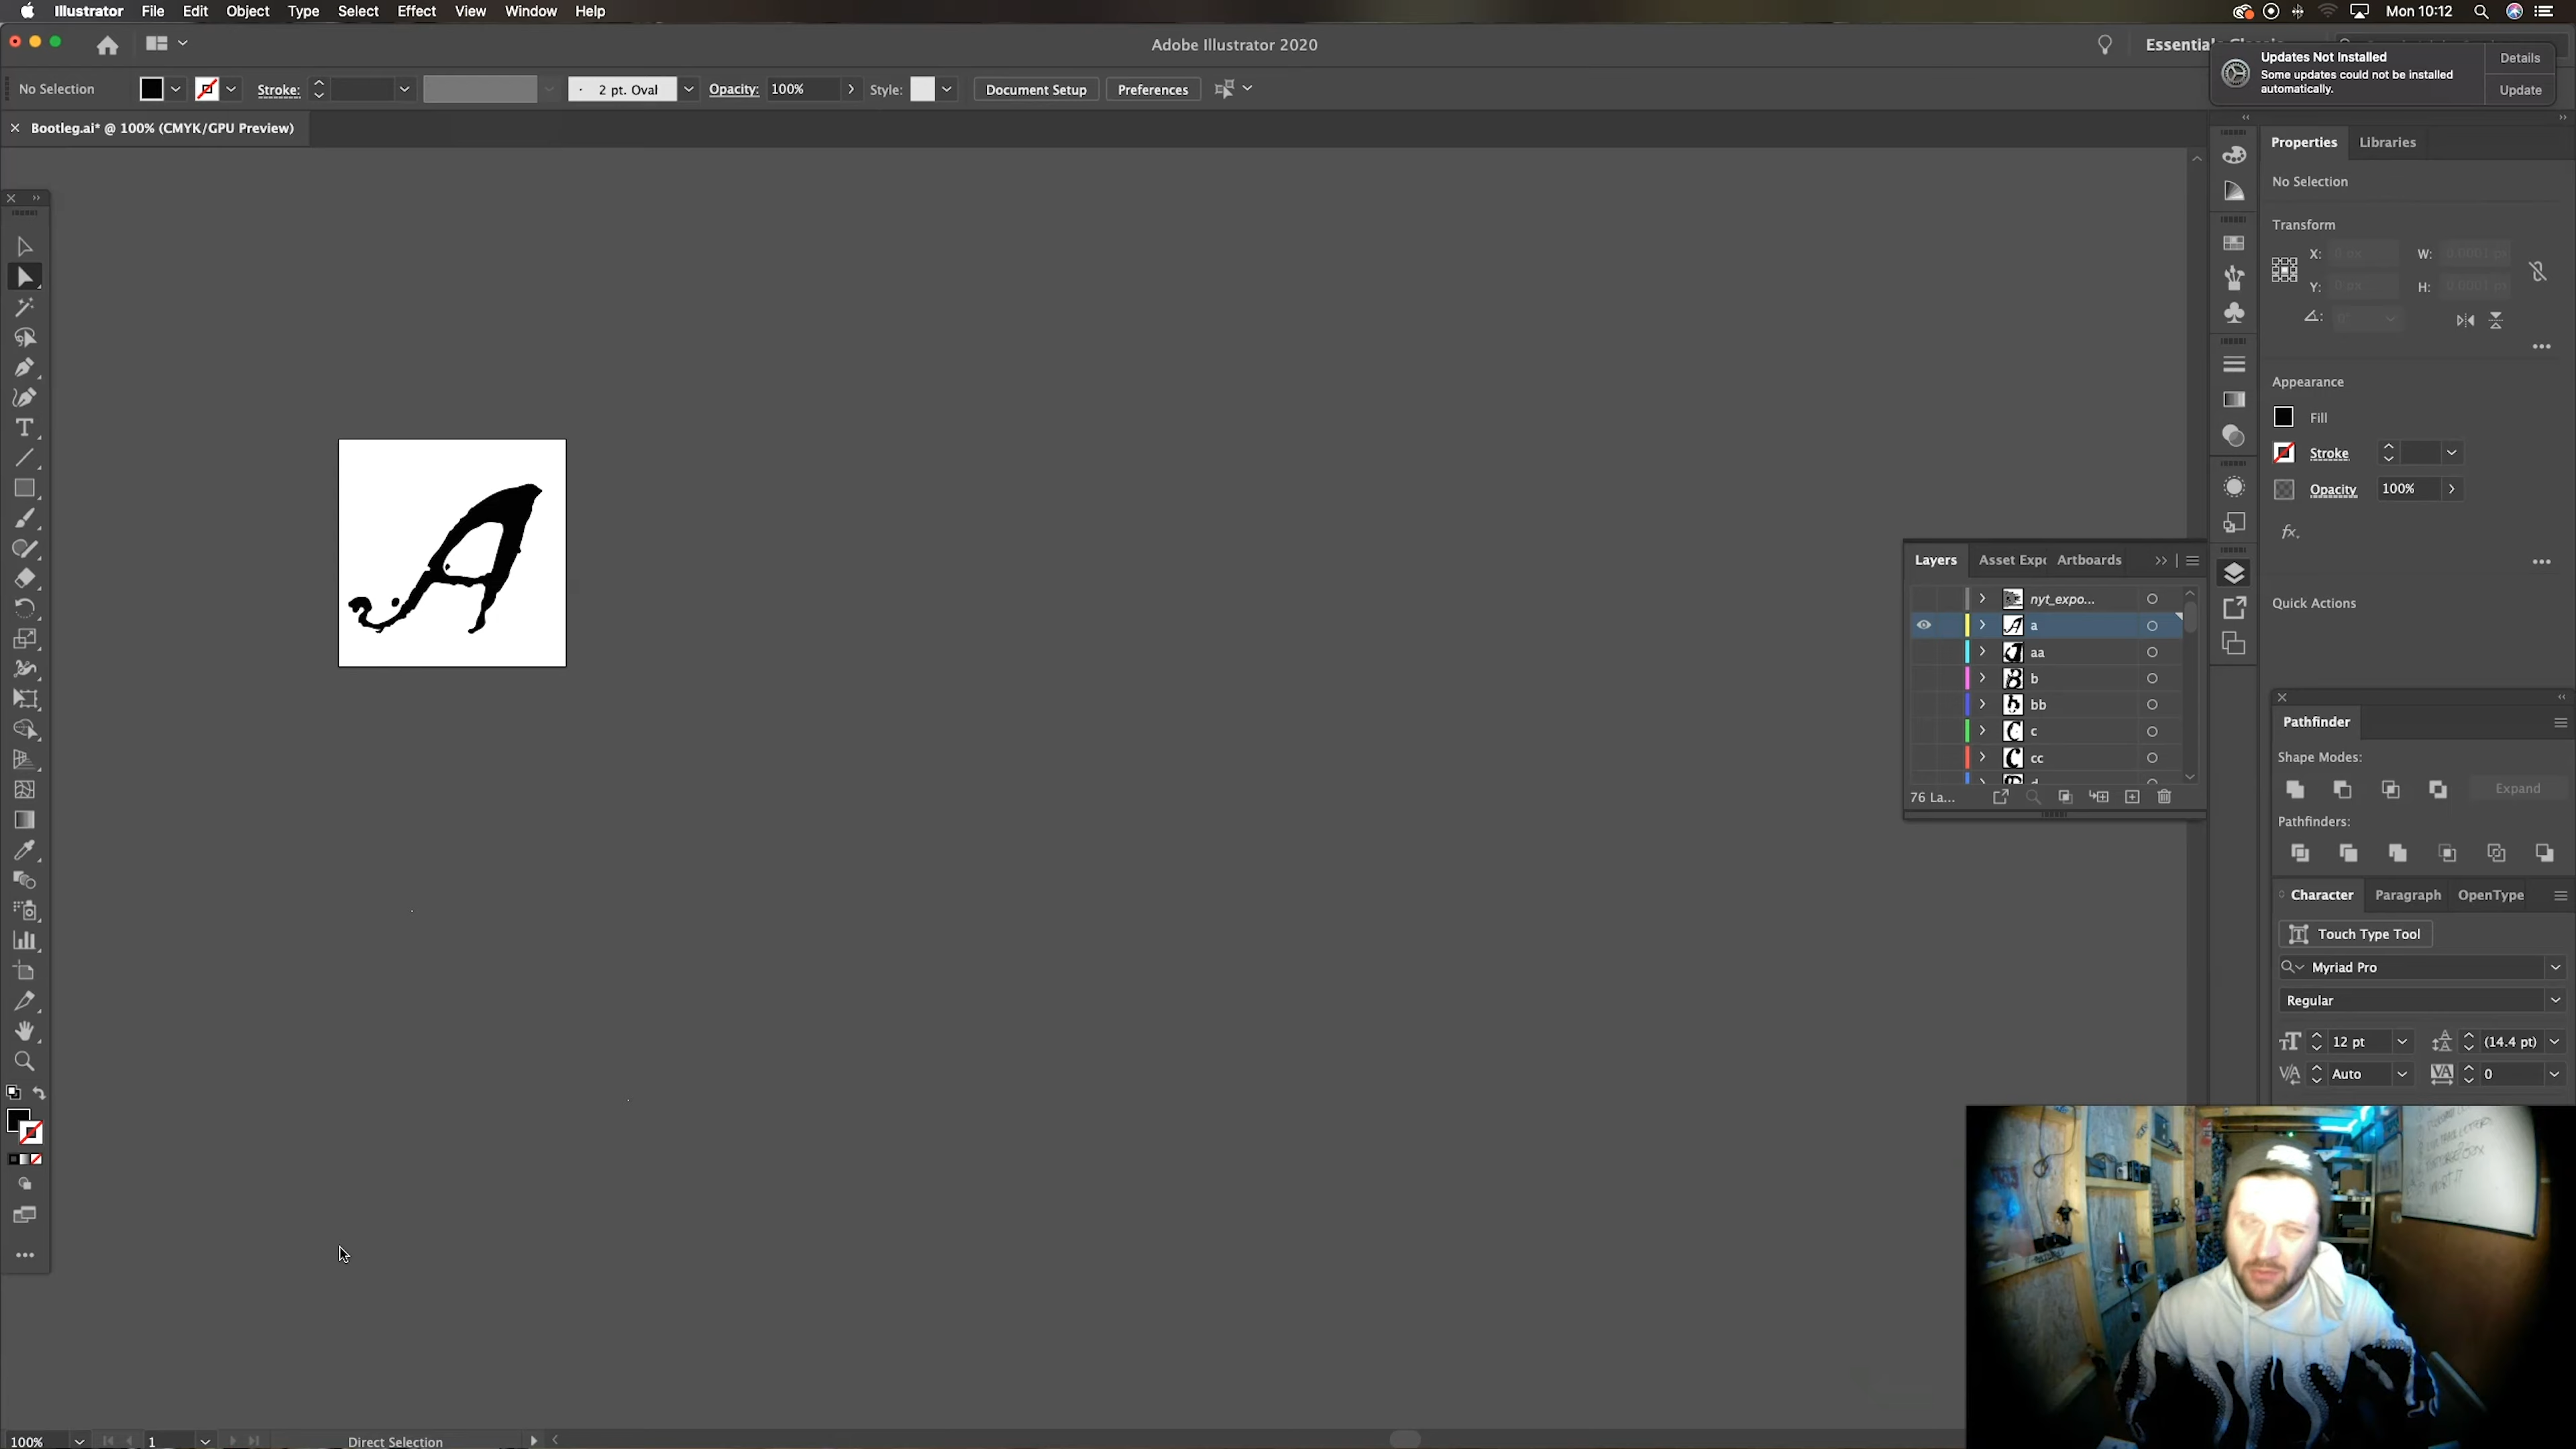 Illustrator File Edit Object Type Select Effect View Window Help
Mon 10:12
Adobe Illustrator 2020
Updates Not Installed
Some updates could not be installed
automatically.
Details
Update
No Selection
Stroke:
2 pt. Oval
Opacity:
100%
Style:
Document Setup
Preferences
Bootleg.ai* @ 100% (CMYK/GPU Preview)
Properties
Libraries
No Selection
Transform
X:
W:
Y:
H:
Appearance
Fill
Stroke
Opacity
100%
fx.
Quick Actions
A
Layers
Asset Expo
Artboards
nyt_expo...
a
aa
b
bb
c
cc
d
76 La...
Pathfinder
Shape Modes:
Expand
Pathfinders:
Character
Paragraph
OpenType
Touch Type Tool
Myriad Pro
Regular
12 pt
(14.4 pt)
Auto
0
100%
1
Direct Selection